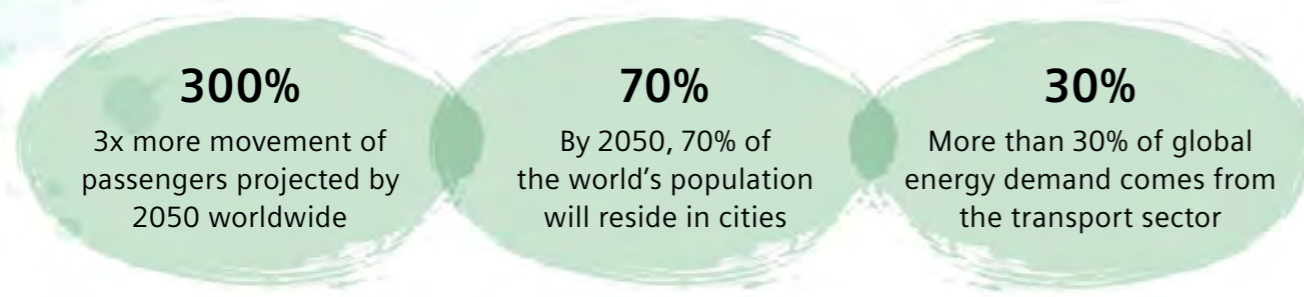 300%
3x more movement of
passengers projected by
2050 worldwide
70%
By 2050, 70% of
the world's population
will reside in cities
30%
More than 30% of global
energy demand comes from
the transport sector